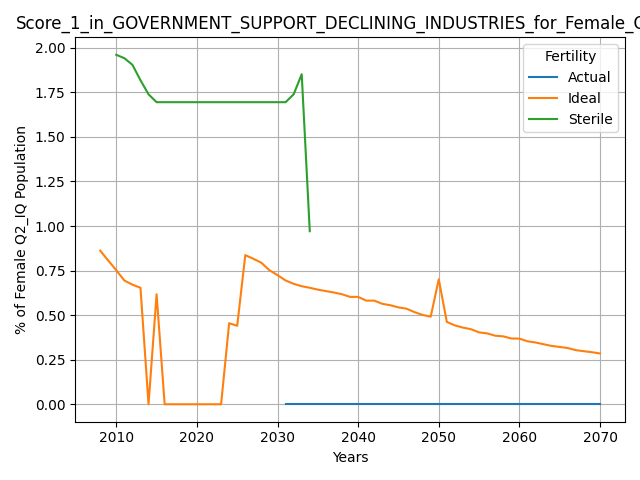 Score_1_in_GOVERNMENT_SUPPORT_DECLINING_INDUSTRIES_for_Female_
Fertility
Actual
Ideal
Sterile
% of Female Q2_IQ Population
2.00
1.75
1.50
1.25
1.00
0.75
0.50
0.25
0.00
2010 2020 2030 2040 2050 2060 2070
Years